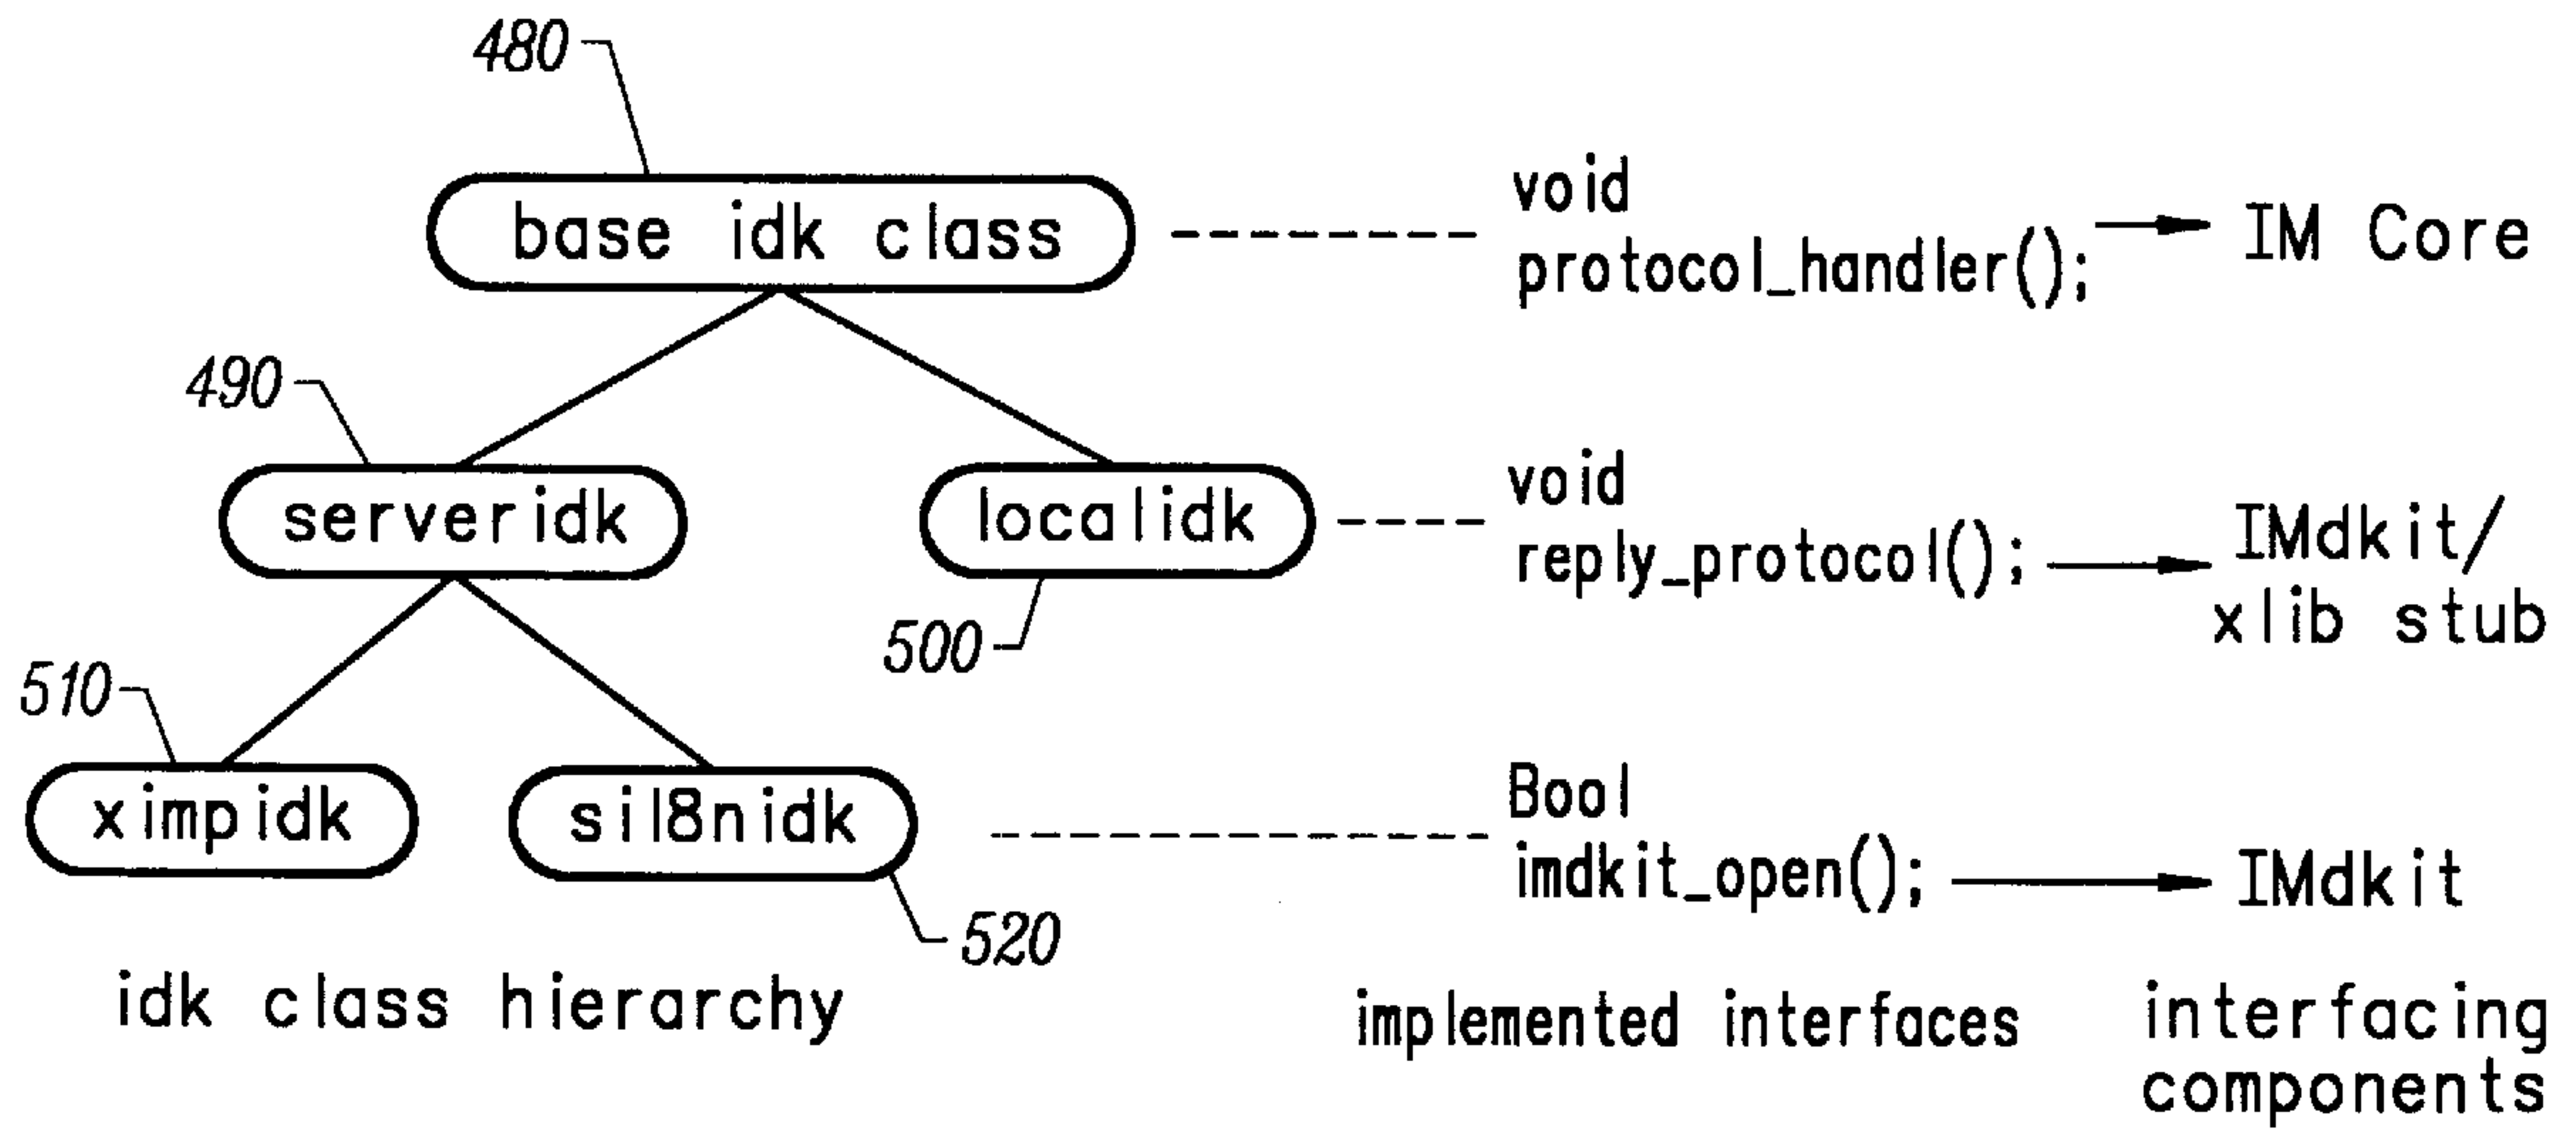 480
base idk class
void
protocol_handler();
IM Core
490
serveridk
localidk
void
reply_protocol();
IMdkit/
xlib stub
500
510
ximpidk
sil8nidk
Bool
imdkit_open();
IMdkit
520
idk class hierarchy
implemented interfaces
interfacing
components